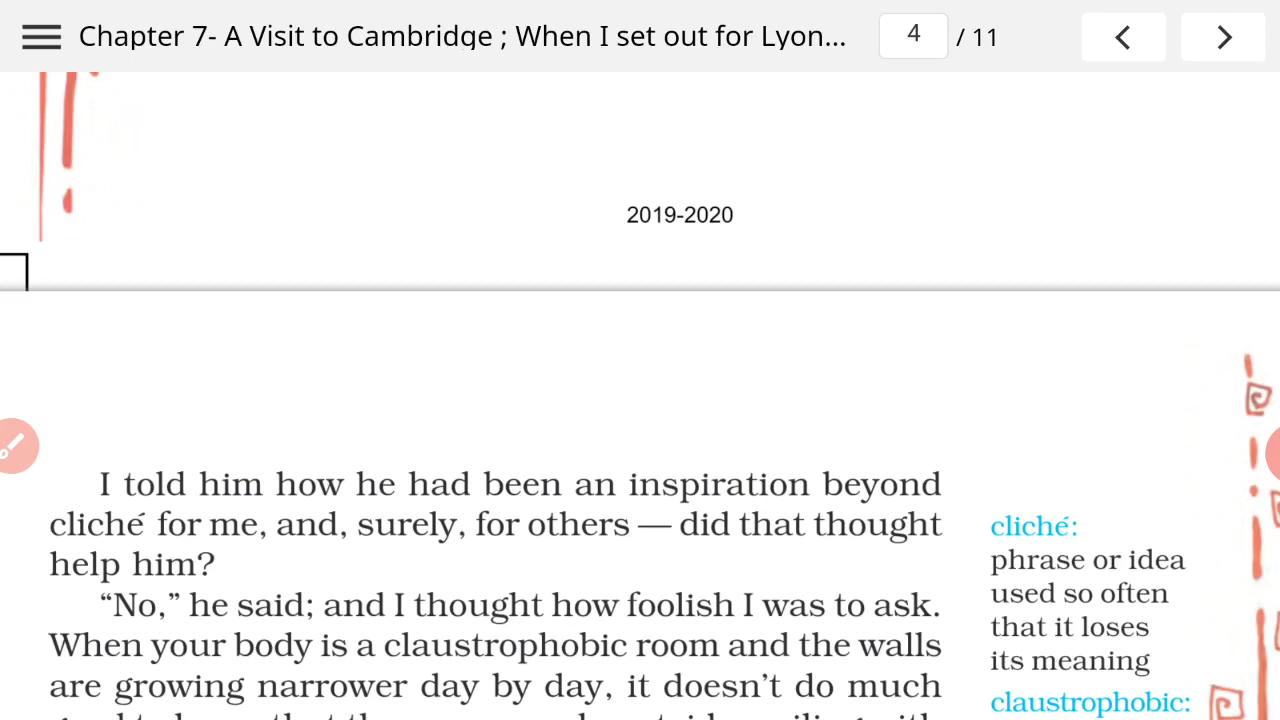 Chapter 7- A Visit to Cambridge ; When I set out for Lyon... 4 / 11
2019-2020
I told him how he had been an inspiration beyond
cliché for me, and, surely, for others — did that thought
help him?
“No,” he said; and I thought how foolish I was to ask.
When your body is a claustrophobic room and the walls
are growing narrower day by day, it doesn’t do much
cliché:
phrase or idea
used so often
that it loses
its meaning
claustrophobic: